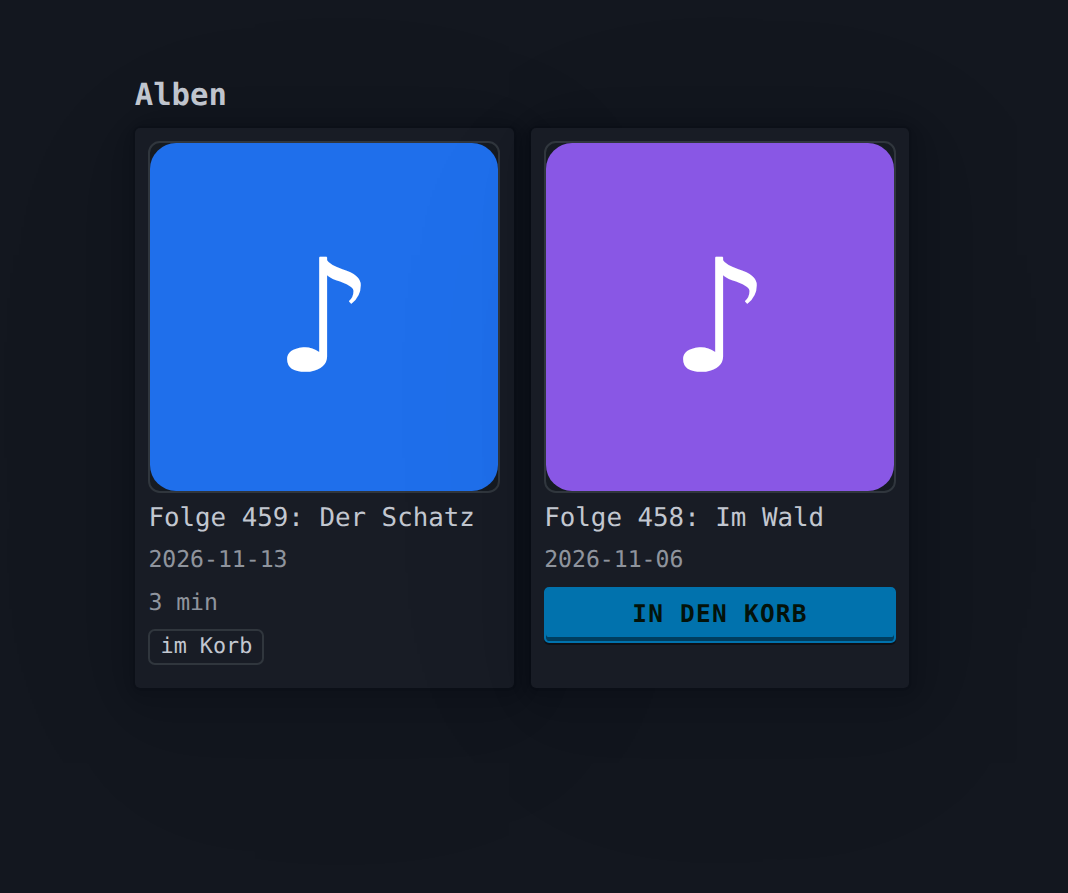 Alben
Folge 459: Der Schatz
2026-11-13
3 min
im Korb
Folge 458: Im Wald
2026-11-06
IN DEN KORB